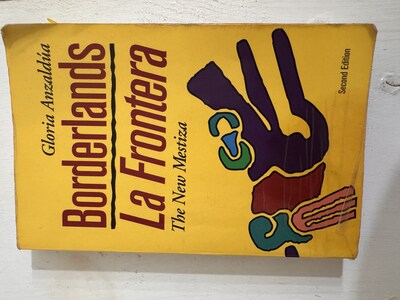 Gloria Anzaldúa
Borderlands
La Frontera
The New Mestiza
Second Edition